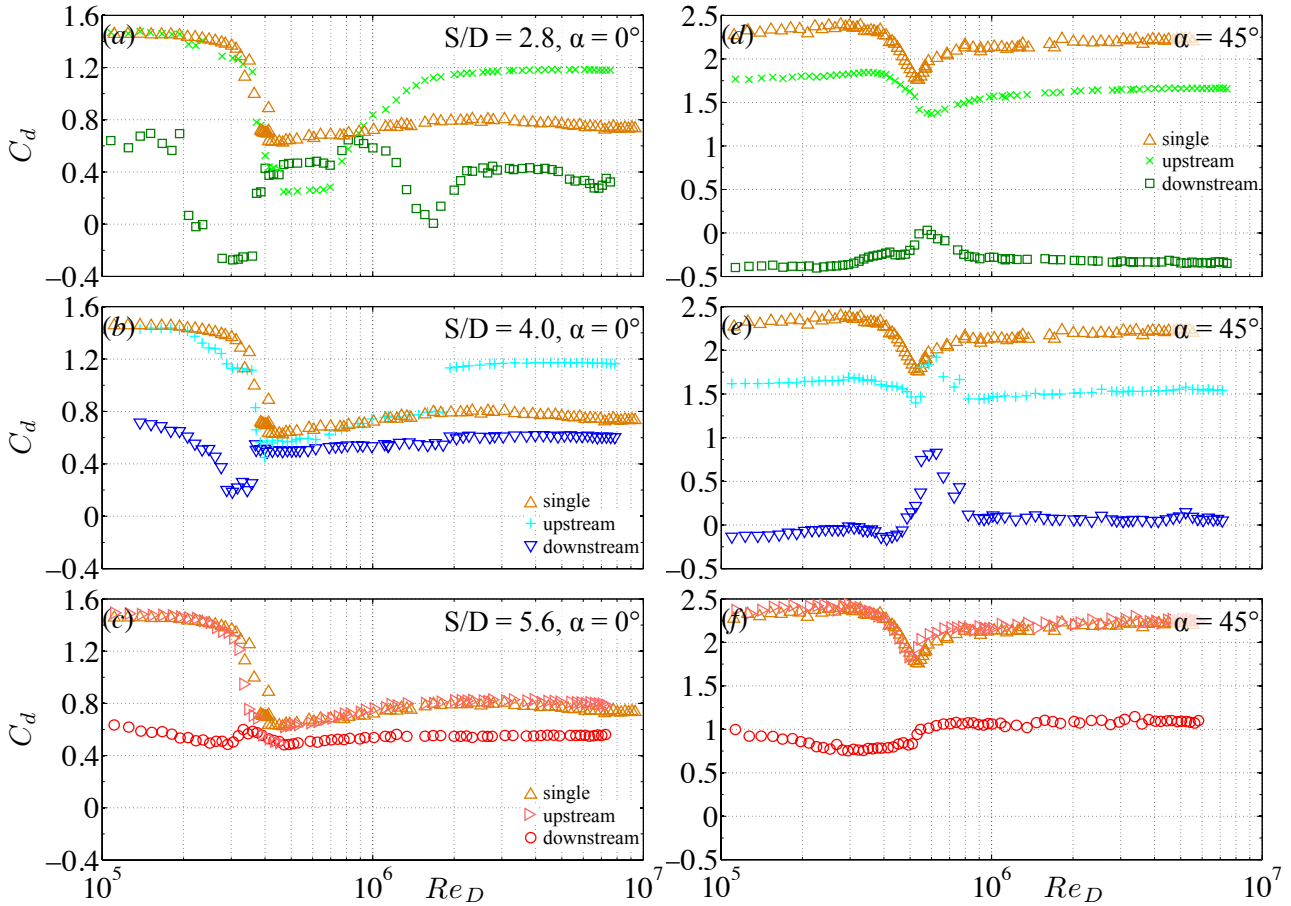 1.6
1.2
0.8
0.4
0
−0.4
C_d
(a)
S/D = 2.8, α = 0°
2.5
2
1.5
1
0.5
0
−0.5
(d)
α = 45°
single
upstream
downstream
1.6
1.2
0.8
0.4
0
−0.4
C_d
(b)
S/D = 4.0, α = 0°
single
upstream
downstream
2.5
2
1.5
1
0.5
0
−0.5
(e)
α = 45°
1.6
1.2
0.8
0.4
0
−0.4
C_d
(c)
S/D = 5.6, α = 0°
single
upstream
downstream
10^5
10^6
Re_D
10^7
2.5
2
1.5
1
0.5
0
−0.5
(f)
α = 45°
10^5
10^6
Re_D
10^7